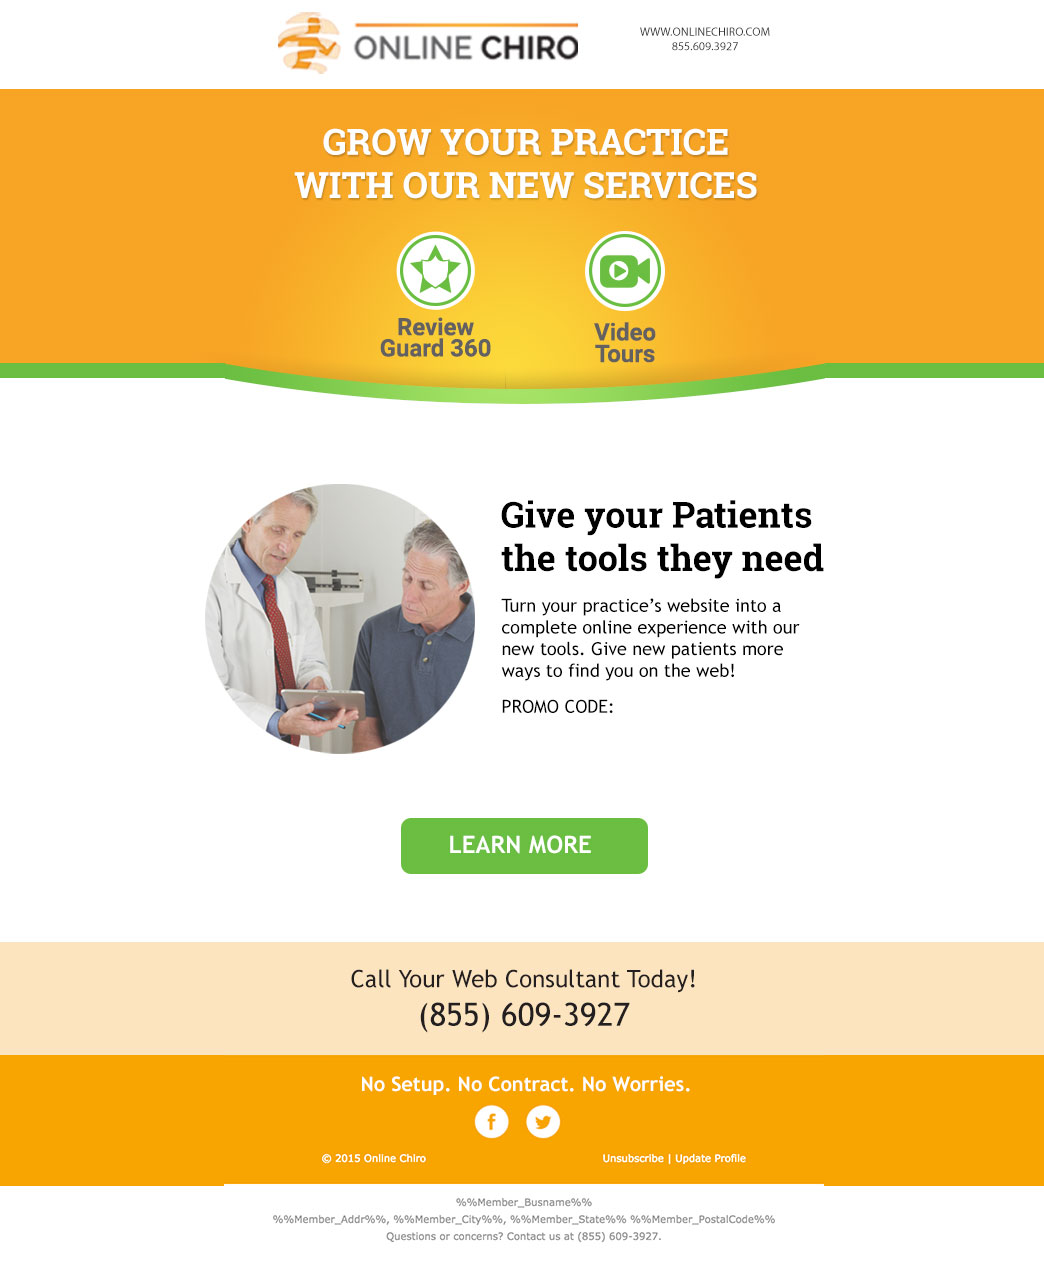 ONLINE CHIRO
WWW.ONLINECHIRO.COM
855.609.3927
GROW YOUR PRACTICE
WITH OUR NEW SERVICES
Review
Guard 360
Video
Tours
Give your Patients
the tools they need
Turn your practice’s website into a
complete online experience with our
new tools. Give new patients more
ways to find you on the web!
PROMO CODE:
LEARN MORE
Call Your Web Consultant Today!
(855) 609-3927
No Setup. No Contract. No Worries.
© 2015 Online Chiro
Unsubscribe | Update Profile
%%Member_Busname%%
%%Member_Addr%%, %%Member_City%%, %%Member_State%% %%Member_PostalCode%%
Questions or concerns? Contact us at (855) 609-3927.